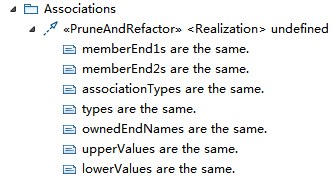 Associations
«PruneAndRefactor» <Realization> undefined
memberEnd1s are the same.
memberEnd2s are the same.
associationTypes are the same.
types are the same.
ownedEndNames are the same.
upperValues are the same.
lowerValues are the same.